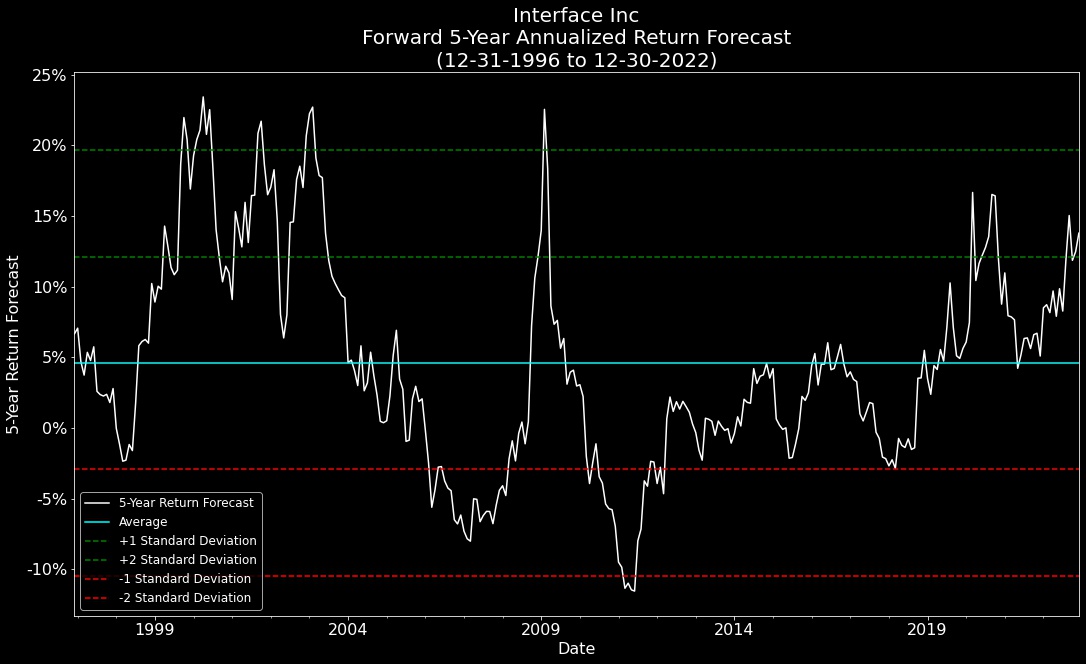 Interface Inc
Forward 5-Year Annualized Return Forecast
(12-31-1996 to 12-30-2022)
25%
20%
15%
10%
5%
0%
-5%
-10%
5-Year Return Forecast
5-Year Return Forecast
Average
+1 Standard Deviation
+2 Standard Deviation
-1 Standard Deviation
-2 Standard Deviation
1999
2004
2009
2014
2019
Date